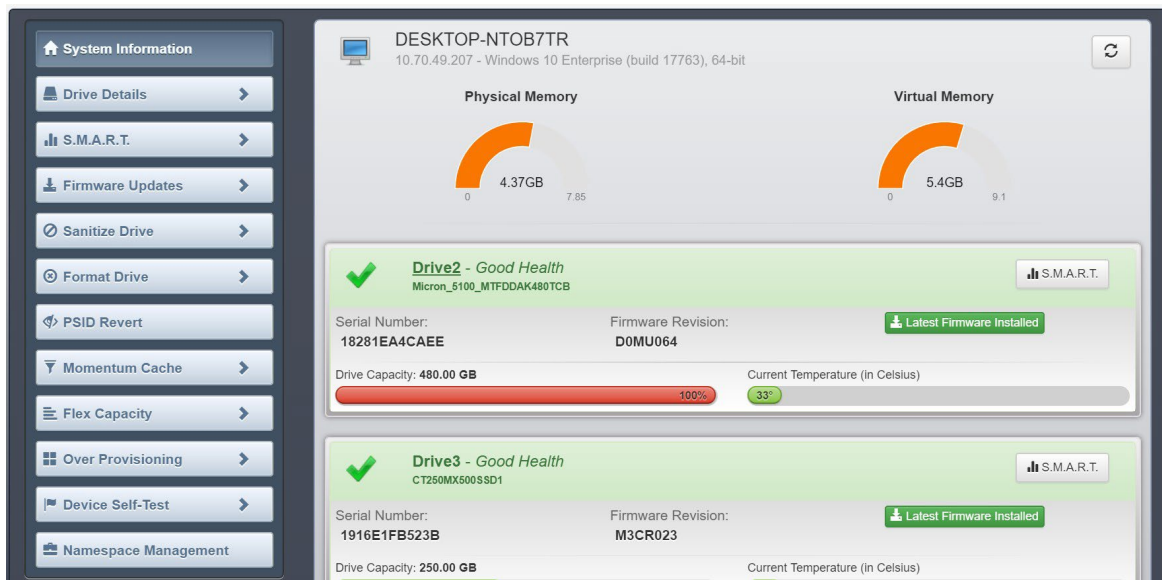 System Information
Drive Details
S.M.A.R.T.
Firmware Updates
Sanitize Drive
Format Drive
PSID Revert
Momentum Cache
Flex Capacity
Over Provisioning
Device Self-Test
Namespace Management
DESKTOP-NTOB7TR
10.70.49.207 - Windows 10 Enterprise (build 17763), 64-bit
Physical Memory
Virtual Memory
4.37GB
0
7.85
5.4GB
0
9.1
Drive2 - Good Health
Micron_5100_MTFDDAK480TCB
S.M.A.R.T.
Serial Number:
Firmware Revision:
Latest Firmware Installed
18281EA4CAEE
D0MU064
Drive Capacity: 480.00 GB
Current Temperature (in Celsius)
100%
33°
Drive3 - Good Health
CT250MX500SSD1
S.M.A.R.T.
Serial Number:
Firmware Revision:
Latest Firmware Installed
1916E1FB523B
M3CR023
Drive Capacity: 250.00 GB
Current Temperature (in Celsius)